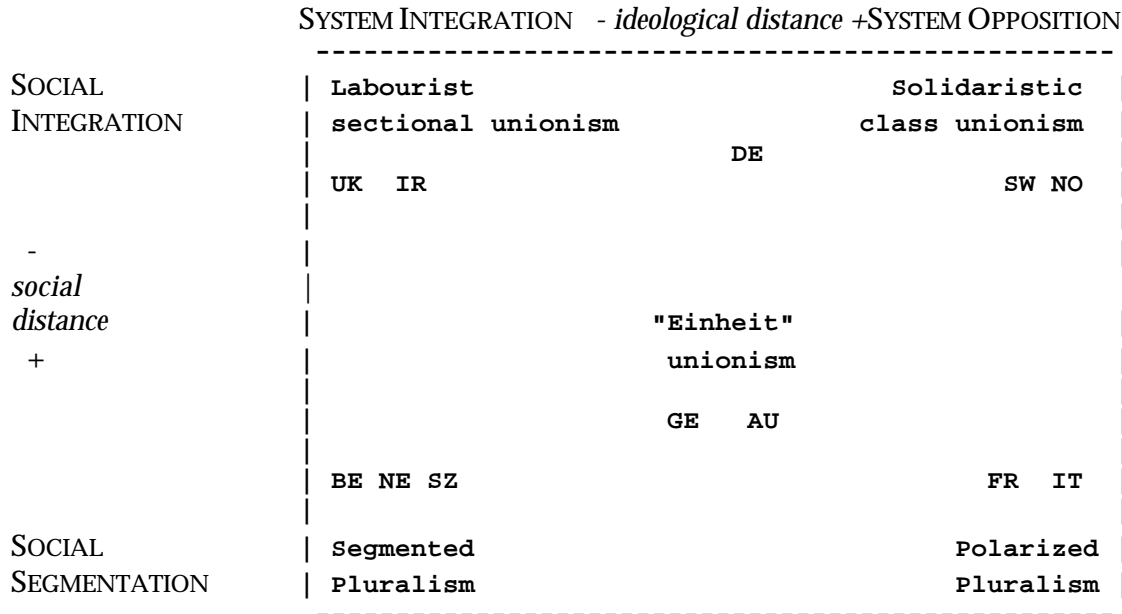 SYSTEM INTEGRATION - ideological distance +SYSTEM OPPOSITION
SOCIAL Labourist Solidaristic
INTEGRATION sectional unionism class unionism
DE
UK IR SW NO
-
social
distance "Einheit"
+ unionism
GE AU
BE NE SZ FR IT
SOCIAL Segmented Polarized
SEGMENTATION Pluralism Pluralism